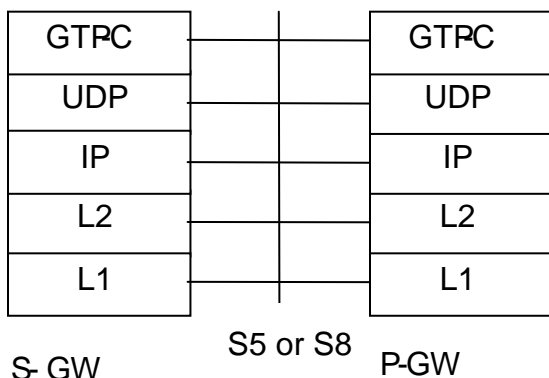 GTP-C GTP-C
UDP UDP
IP IP
L2 L2
L1 L1
S5 or S8
S- GW P-GW